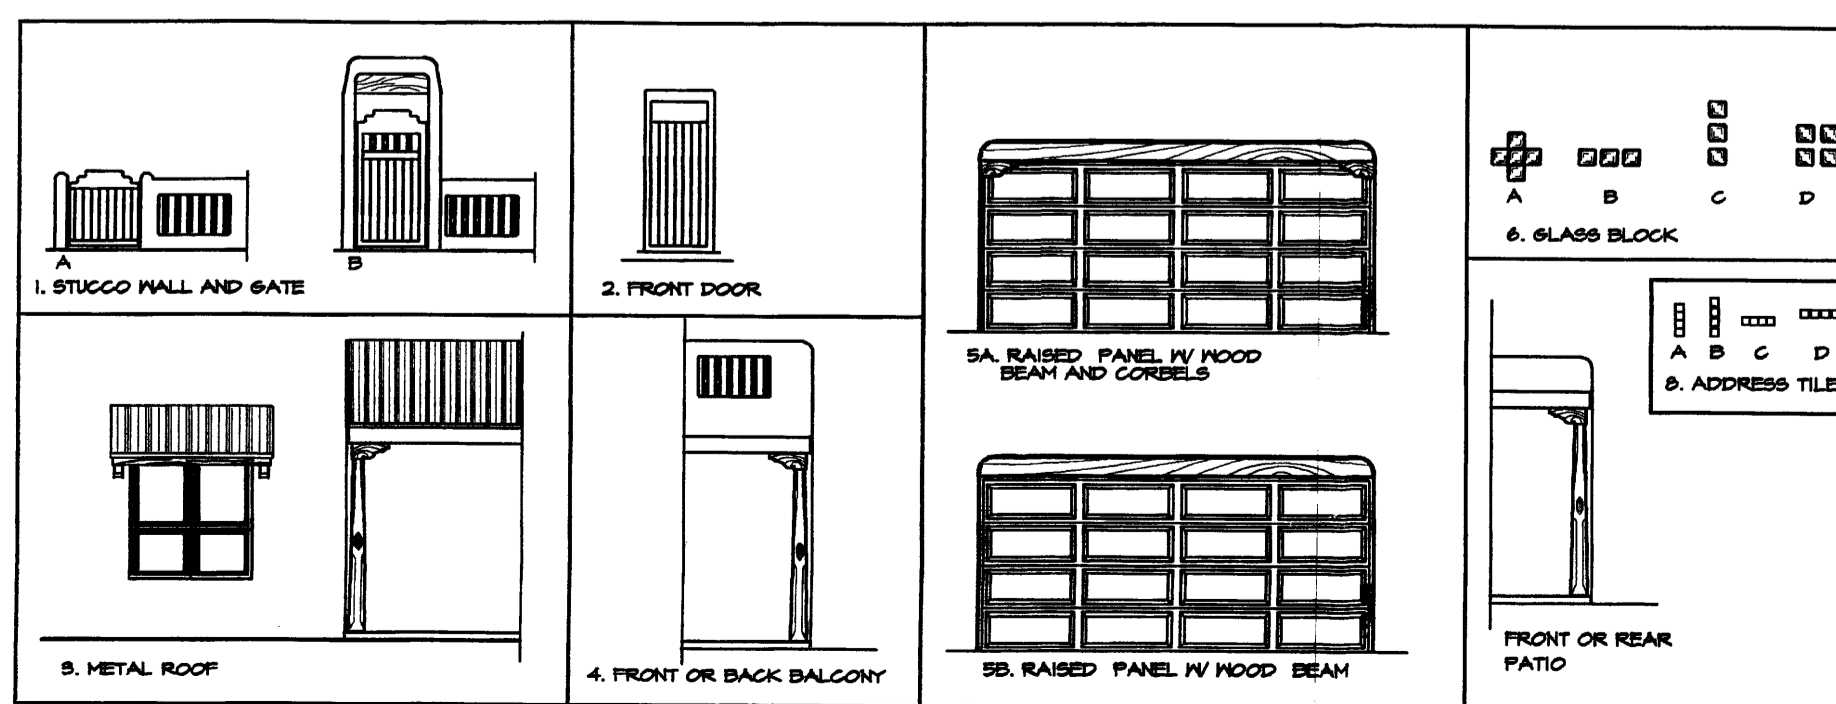 A
B
1. STUCCO WALL AND GATE
2. FRONT DOOR
3. METAL ROOF
4. FRONT OR BACK BALCONY
5A. RAISED PANEL W/ WOOD
BEAM AND CORBELS
5B. RAISED PANEL W/ WOOD BEAM
A B C D
6. GLASS BLOCK
A B C D
8. ADDRESS TILE
FRONT OR REAR
PATIO